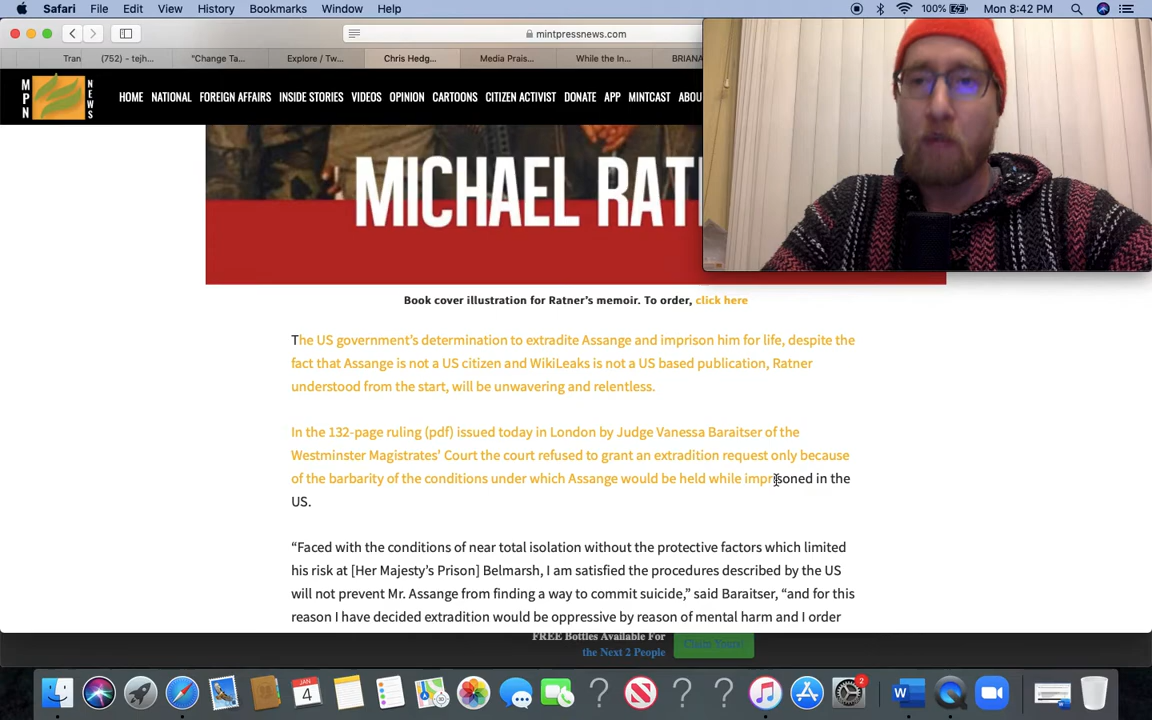 Safari File Edit View History Bookmarks Window Help 100% Mon 8:42 PM
mintpressnews.com
Tran (752) – tejh... "Change Ta... Explore / Tw... Chris Hedg... Media Prais... While the In... BRIANA
MPN NEWS HOME NATIONAL FOREIGN AFFAIRS INSIDE STORIES VIDEOS OPINION CARTOONS CITIZEN ACTIVIST DONATE APP MINTCAST ABOU
MICHAEL RAT
Book cover illustration for Ratner's memoir. To order, click here
The US government's determination to extradite Assange and imprison him for life, despite the
fact that Assange is not a US citizen and WikiLeaks is not a US based publication, Ratner
understood from the start, will be unwavering and relentless.
In the 132-page ruling (pdf) issued today in London by Judge Vanessa Baraitser of the
Westminster Magistrates' Court the court refused to grant an extradition request only because
of the barbarity of the conditions under which Assange would be held while imprisoned in the
US.
“Faced with the conditions of near total isolation without the protective factors which limited
his risk at [Her Majesty's Prison] Belmarsh, I am satisfied the procedures described by the US
will not prevent Mr. Assange from finding a way to commit suicide,” said Baraitser, “and for this
reason I have decided extradition would be oppressive by reason of mental harm and I order
FREE Bottles Available For
the Next 2 People
Claim Yours!
JAN
4
2